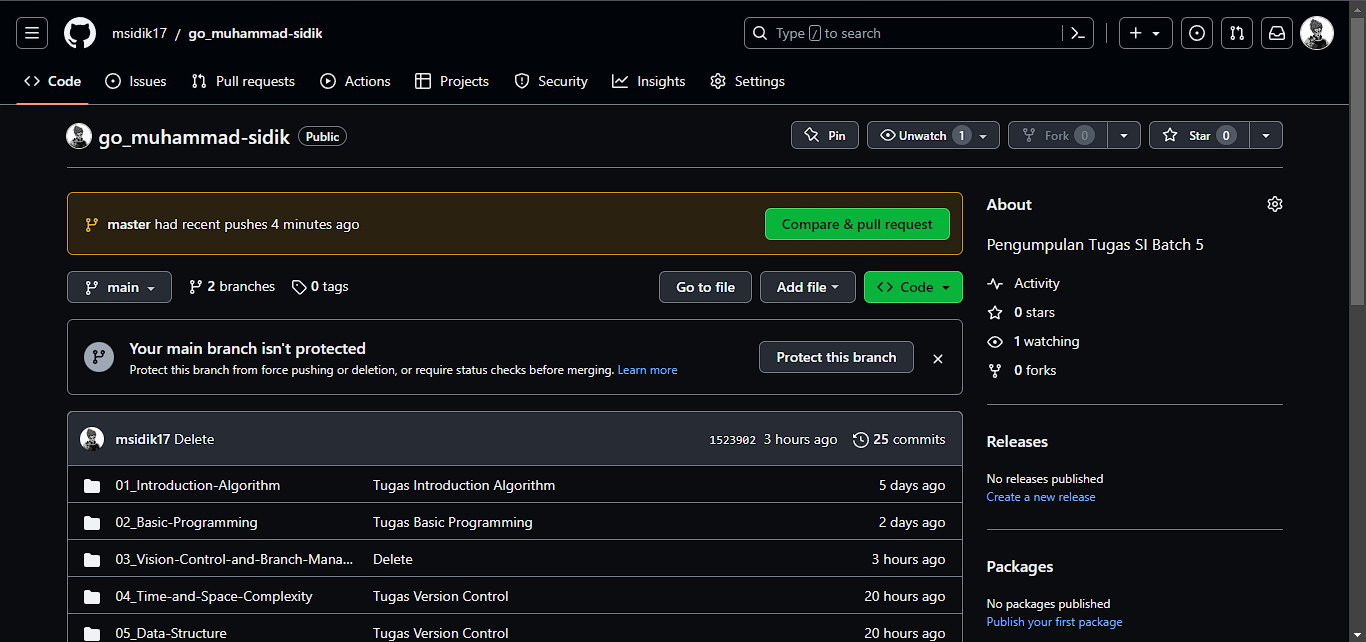 msidik17 / go_muhammad-sidik
Type / to search
Code Issues Pull requests Actions Projects Security Insights Settings
go_muhammad-sidik Public
Pin Unwatch 1 Fork 0 Star 0
master had recent pushes 4 minutes ago Compare & pull request
main 2 branches 0 tags Go to file Add file Code
Your main branch isn't protected
Protect this branch from force pushing or deletion, or require status checks before merging. Learn more
Protect this branch
msidik17 Delete 1523902 3 hours ago 25 commits
01_Introduction-Algorithm Tugas Introduction Algorithm 5 days ago
02_Basic-Programming Tugas Basic Programming 2 days ago
03_Vision-Control-and-Branch-Mana... Delete 3 hours ago
04_Time-and-Space-Complexity Tugas Version Control 20 hours ago
05_Data-Structure Tugas Version Control 20 hours ago
About
Pengumpulan Tugas SI Batch 5
Activity
0 stars
1 watching
0 forks
Releases
No releases published
Create a new release
Packages
No packages published
Publish your first package